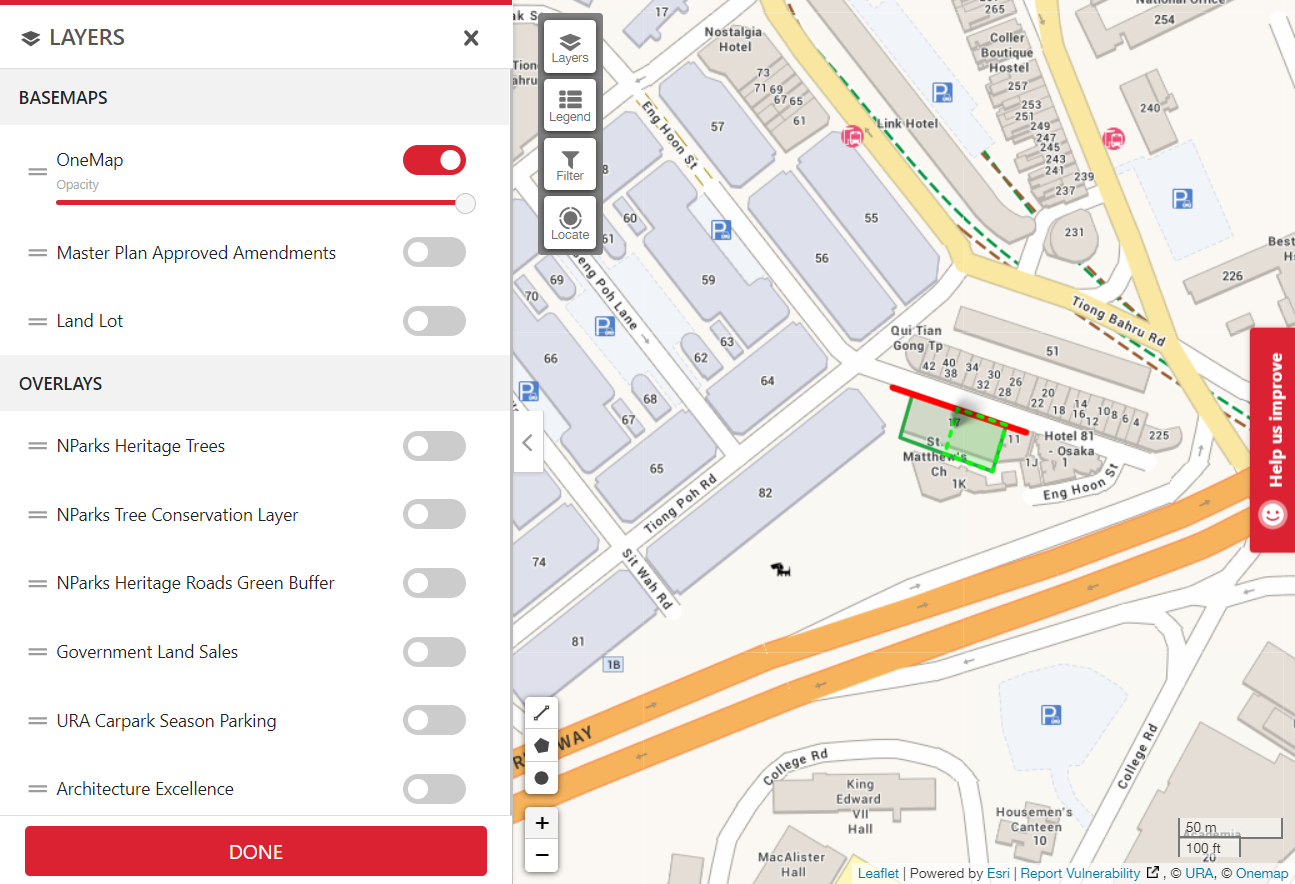 LAYERS
BASEMAPS
OneMap
Opacity
Master Plan Approved Amendments
Land Lot
OVERLAYS
NParks Heritage Trees
NParks Tree Conservation Layer
NParks Heritage Roads Green Buffer
Government Land Sales
URA Carpark Season Parking
Architecture Excellence
DONE
Layers
Legend
Filter
Locate
17
Nostalgia
Hotel
73
71 69
67 65
61
57
Eng Hoon St
60
61
69
70
59
Seng Poh Lane
66
62
63
64
68
67
65
56
55
Link Hotel
265
Coller
Boutique
Hostel
257
253
251
249
247
245
243
241
239
237
254
240
231
226
Tiong Bahru Rd
Qui Tian
Gong Tp
42 40
38
34
32
30
28
26
22
20
18
16
14
12
10 8 6 4
51
225
17
11
St.
Matthew's
Ch
1J
1K
Hotel 81
- Osaka
1
Eng Hoon St
82
Tiong Poh Rd
74
Sit Wah Rd
81
1B
WAY
College Rd
College Rd
King
Edward
VII
Hall
MacAlister
Hall
Housemen's
Canteen
10
Academia
20
Help us improve
+
−
50 m
100 ft
Leaflet | Powered by Esri | Report Vulnerability , © URA, © Onemap